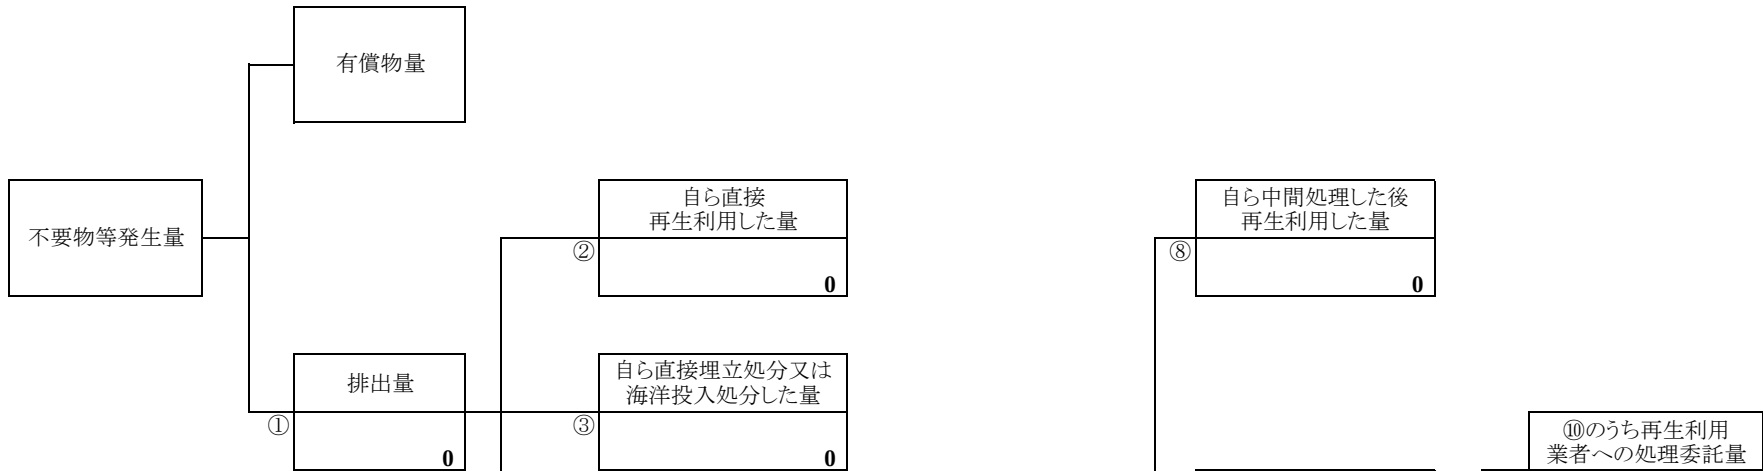 有償物量
不要物等発生量
自ら直接
再生利用した量
②
0
自ら中間処理した後
再生利用した量
⑧
0
排出量
①
0
自ら直接埋立処分又は
海洋投入処分した量
③
0
⑩のうち再生利用
業者への処理委託量